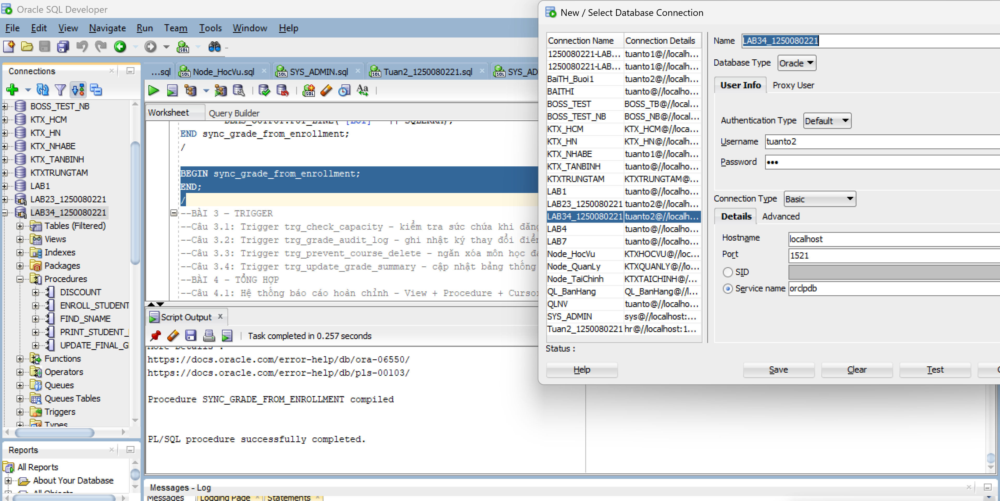 Oracle SQL Developer
File Edit View Navigate Run Team Tools Window Help
Connections
BOSS_TEST_NB
KTX_HCM
KTX_HN
KTX_NHABE
KTX_TANBINH
KTXTRUNGTAM
LAB1
LAB23_1250080221
LAB34_1250080221
Tables (Filtered)
Views
Indexes
Packages
Procedures
DISCOUNT
ENROLL_STUDENT
FIND_SNAME
PRINT_STUDENT_
UPDATE_FINAL_G
Functions
Operators
Queues
Queues Tables
Triggers
Types
Reports
All Reports
About Your Database
All Objects
...sql Node_HocVu.sql SYS_ADMIN.sql Tuan2_1250080221.sql SYS_AD
Worksheet Query Builder
END sync_grade_from_enrollment;
/
BEGIN sync_grade_from_enrollment;
END;
/
--BÀI 3 - TRIGGER
--Câu 3.1: Trigger trg_check_capacity - kiểm tra sức chứa khi đăng
--Câu 3.2: Trigger trg_grade_audit_log - ghi nhật ký thay đổi điểm
--Câu 3.3: Trigger trg_prevent_course_delete - ngăn xóa môn học đa
--Câu 3.4: Trigger trg_update_grade_summary - cập nhật bảng thống
--BÀI 4 - TỔNG HỢP
--Câu 4.1: Hệ thống báo cáo hoàn chỉnh - View + Procedure + Cursor
Script Output x
Task completed in 0.257 seconds
More Details :
https://docs.oracle.com/error-help/db/ora-06550/
https://docs.oracle.com/error-help/db/pls-00103/
Procedure SYNC_GRADE_FROM_ENROLLMENT compiled
PL/SQL procedure successfully completed.
Messages - Log
Messages Logging Page Statements
New / Select Database Connection
Connection Name Connection Details
1250080221-LAB... tuanto1@//localh...
1250080221-LAB... tuanto1@//localh...
BaiTH_Buoi1 tuanto2@//localh...
BAITHI tuanto@//localho...
BOSS_TEST BOSS_TB@//local...
BOSS_TEST_NB BOSS_NB@//local...
KTX_HCM KTX_HCM@//loca...
KTX_HN KTX_HN@//localh...
KTX_NHABE tuanto1@//localh...
KTX_TANBINH tuanto@//localho...
KTXTRUNGTAM KTXTRUNGTAM@...
LAB1 tuanto@//localho...
LAB23_1250080221 tuanto2@//localh...
LAB34_1250080221 tuanto2@//localh...
LAB4 tuanto@//localho...
LAB7 tuanto@//localho...
Node_HocVu KTXHOCVU@//loc...
Node_QuanLy KTXQUANLY@//lo...
Node_TaiChinh KTXTAICHINH@/...
QL_BanHang QL_BanHang@//l...
QLNV tuanto@//localho...
SYS_ADMIN sys@//localhost:...
Tuan2_1250080221 hr@//localhost:1...
Status :
Name LAB34_1250080221
Database Type Oracle
User Info Proxy User
Authentication Type Default
Username tuanto2
Password •••
Connection Type Basic
Details Advanced
Hostname localhost
Port 1521
SID
Service name orclpdb
Help Save Clear Test